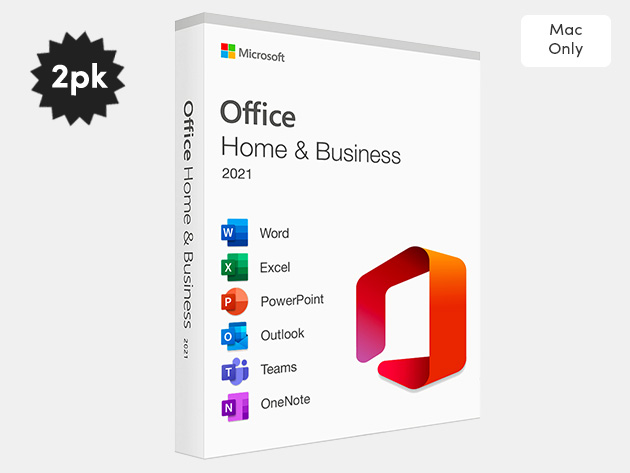 2pk
Mac
Only
Microsoft
Office
Home & Business
2021
Word
Excel
PowerPoint
Outlook
Teams
OneNote
Office Home & Business 2021